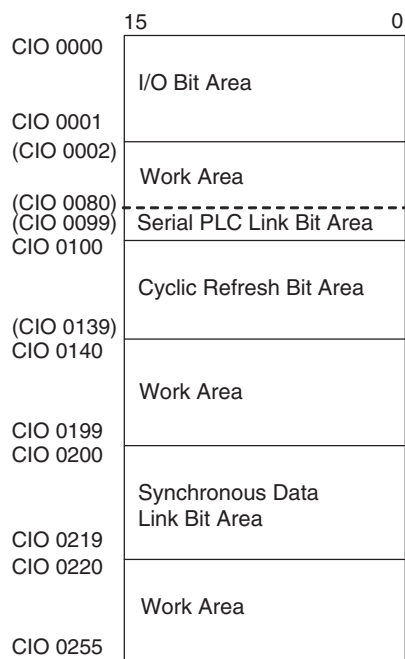 15 0
CIO 0000
I/O Bit Area
CIO 0001
(CIO 0002)
Work Area
(CIO 0080)
(CIO 0099) Serial PLC Link Bit Area
CIO 0100
Cyclic Refresh Bit Area
(CIO 0139)
CIO 0140
Work Area
CIO 0199
CIO 0200
Synchronous Data
Link Bit Area
CIO 0219
CIO 0220
Work Area
CIO 0255